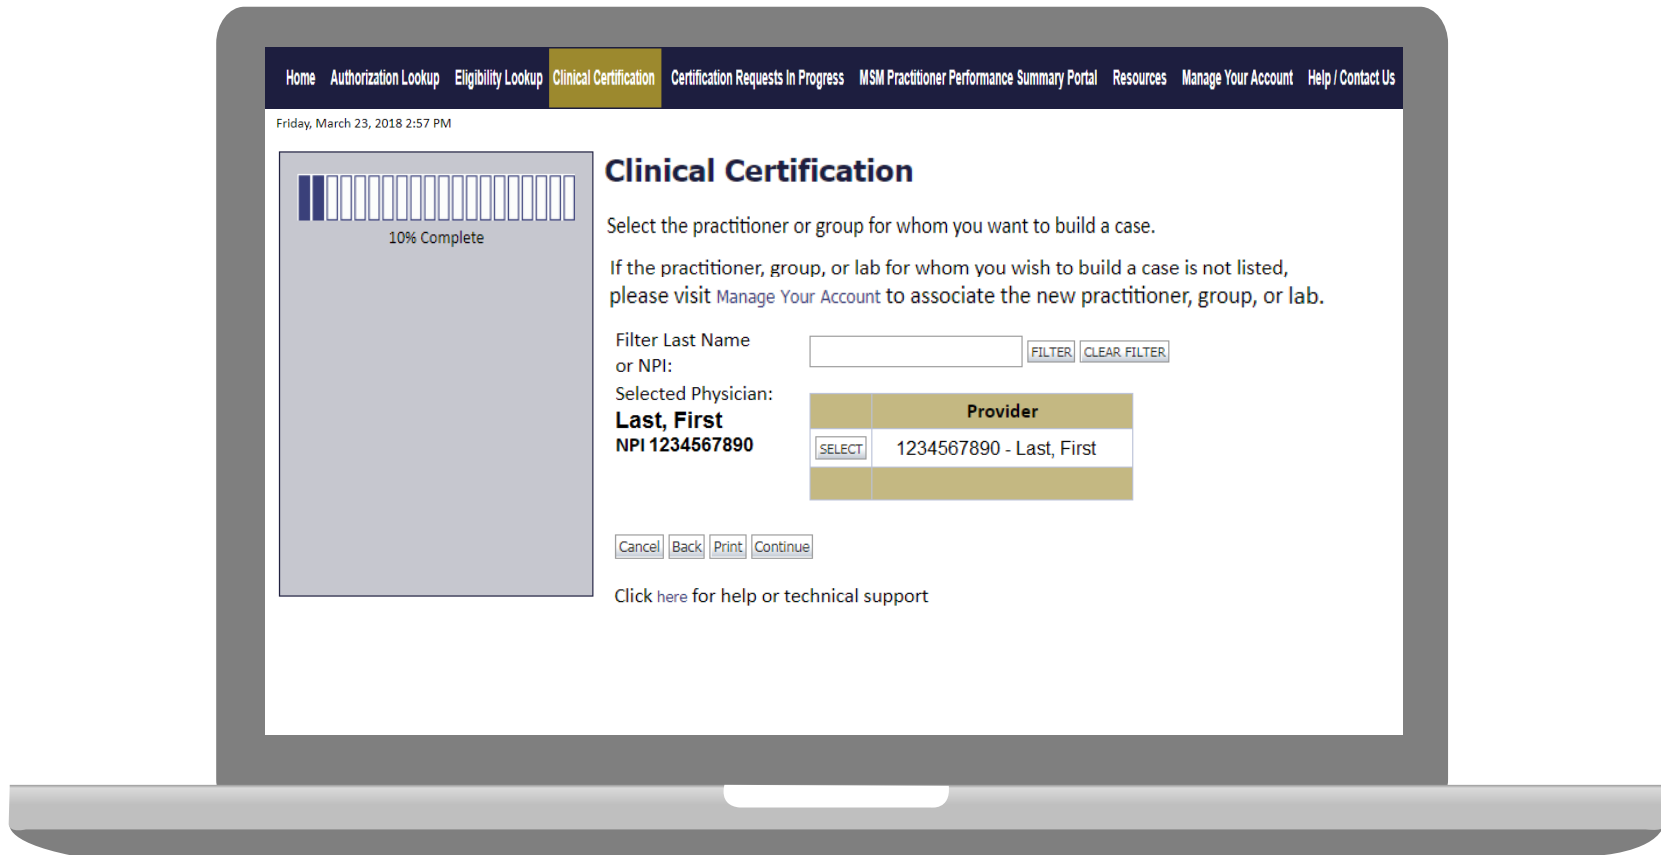 Home Authorization Lookup Eligibility Lookup Clinical Certification Certification Requests In Progress MSM Practitioner Performance Summary Portal Resources Manage Your Account Help / Contact Us
Friday, March 23, 2018 2:57 PM
10% Complete
Clinical Certification
Select the practitioner or group for whom you want to build a case.
If the practitioner, group, or lab for whom you wish to build a case is not listed,
please visit Manage Your Account to associate the new practitioner, group, or lab.
Filter Last Name
or NPI:
FILTER CLEAR FILTER
Selected Physician:
Last, First
NPI 1234567890
Provider
SELECT 1234567890 - Last, First
Cancel Back Print Continue
Click here for help or technical support